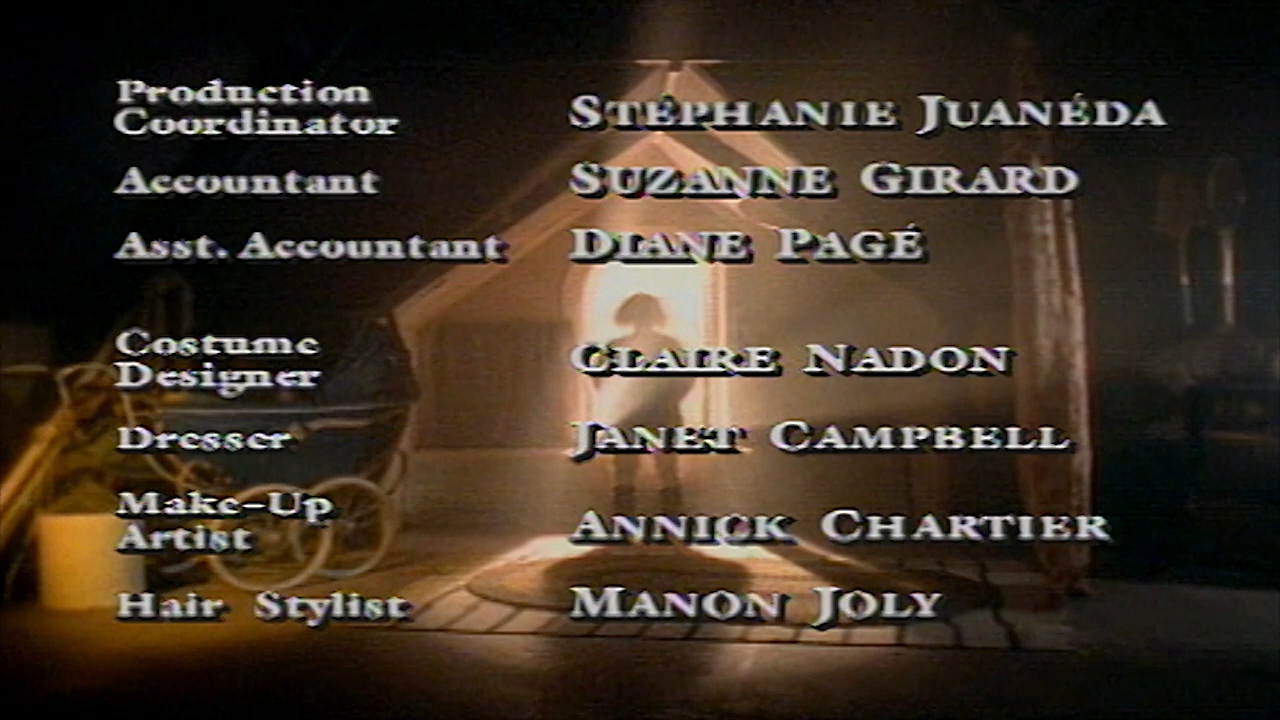 Production
Coordinator STÉPHANIE JUANÉDA
Accountant SUZANNE GIRARD
Asst. Accountant DIANE PAGÉ
Costume
Designer CLAIRE NADON
Dresser JANET CAMPBELL
Make-Up
Artist ANNICK CHARTIER
Hair Stylist MANON JOLY